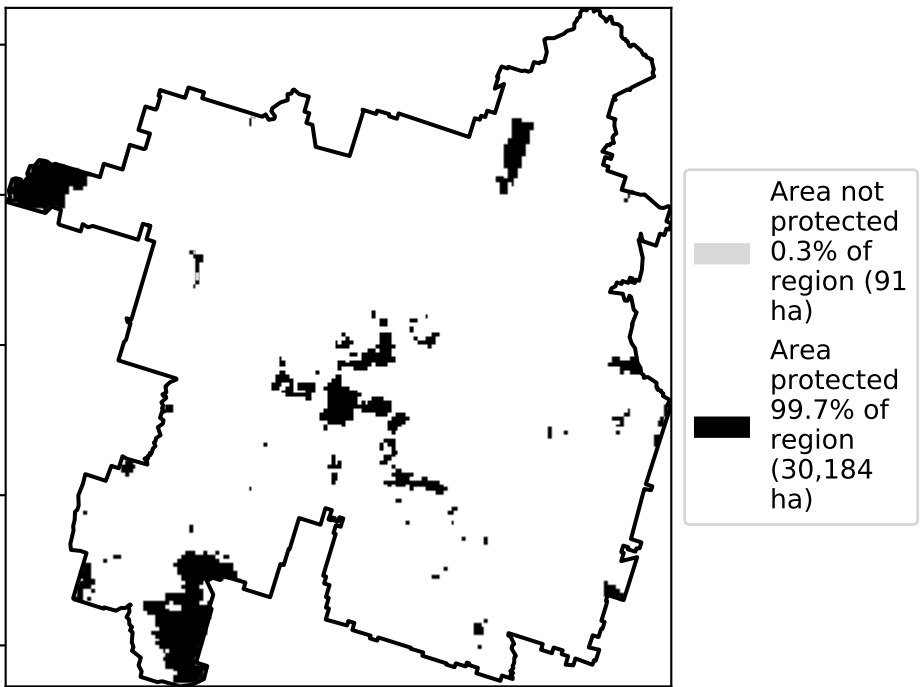 Area not
protected
0.3% of
region (91
ha)
Area
protected
99.7% of
region
(30,184
ha)